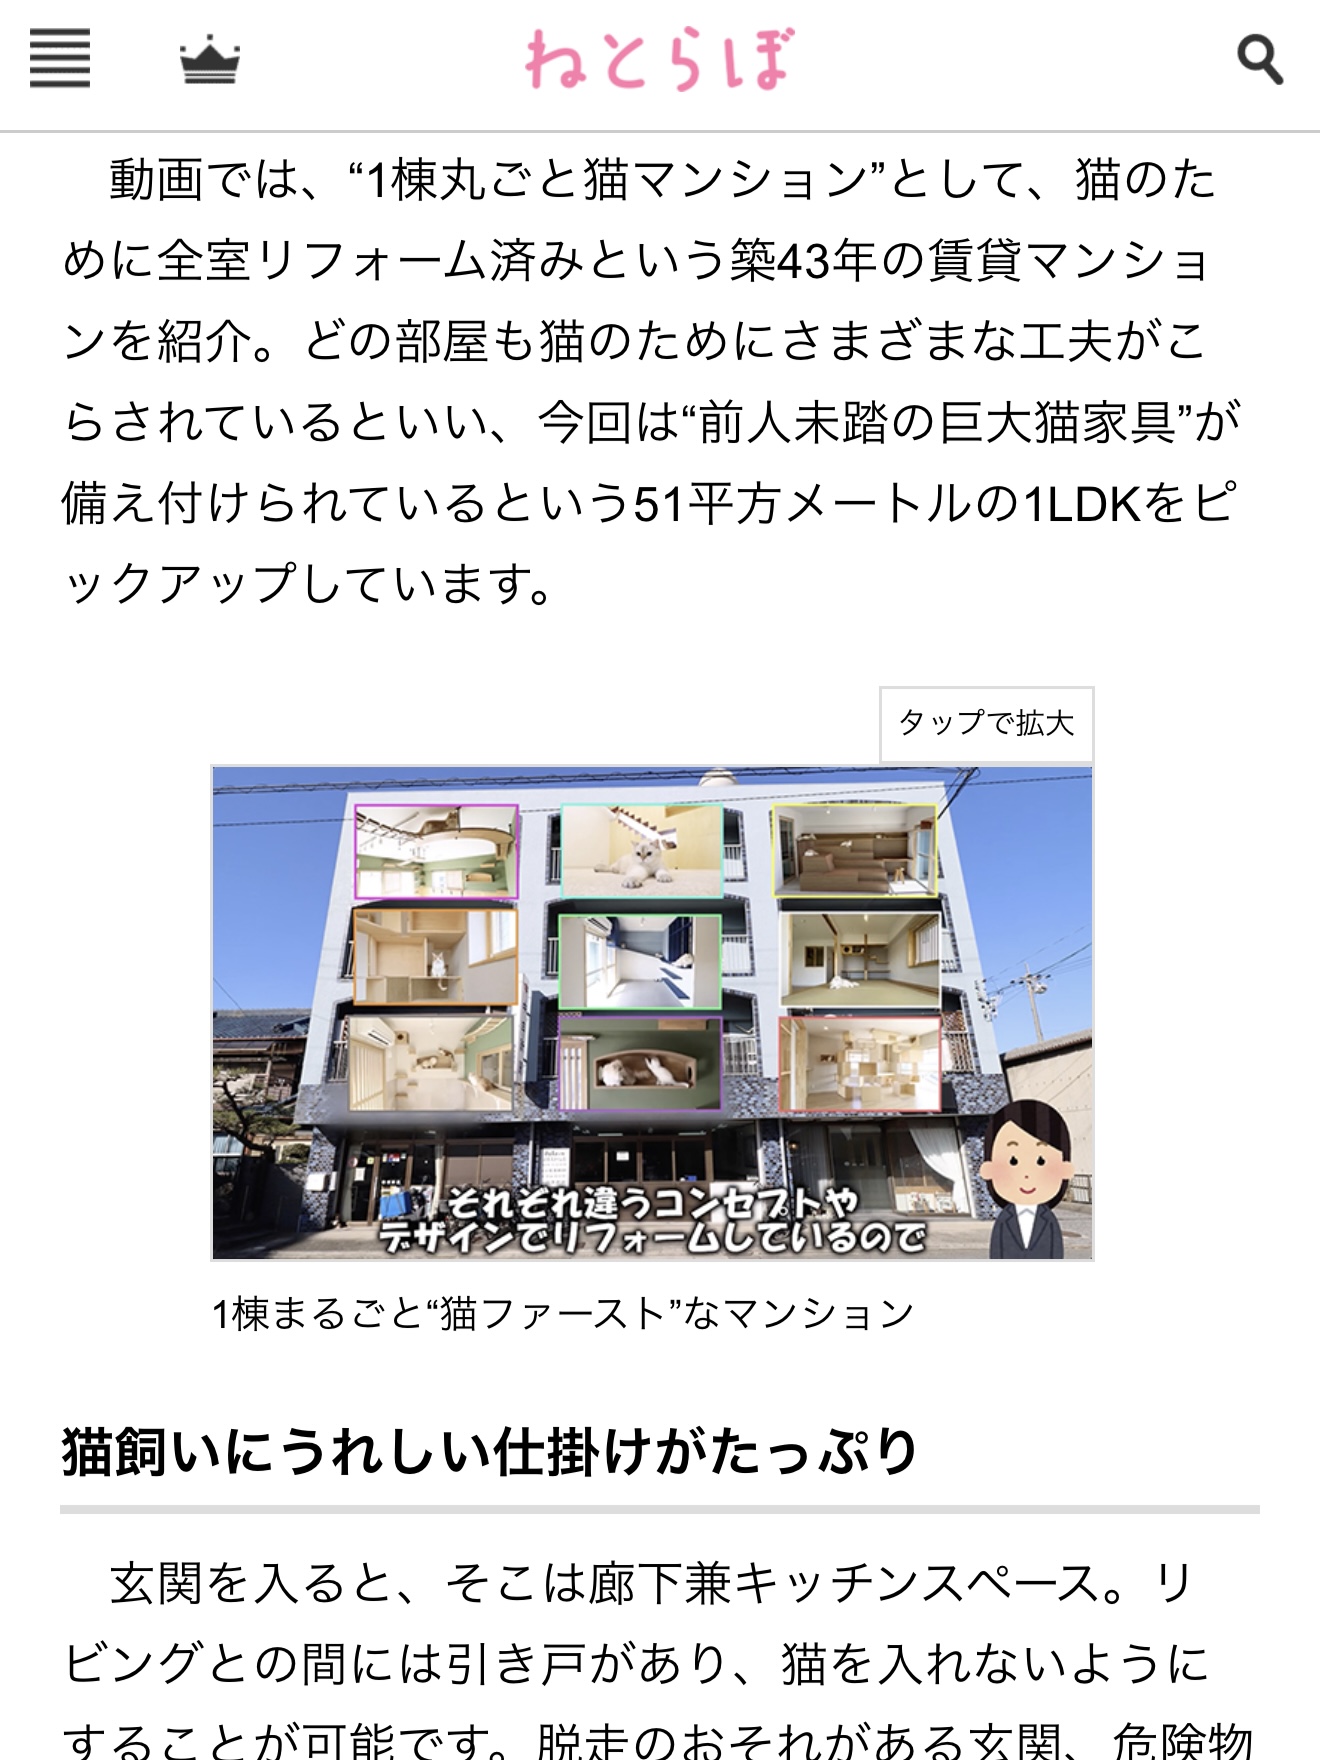 ねとらぼ
動画では、“1棟丸ごと猫マンション”として、猫のた
めに全室リフォーム済みという築43年の賃貸マンショ
ンを紹介。どの部屋も猫のためにさまざまな工夫がこ
らされているといい、今回は“前人未踏の巨大猫家具”が
備え付けられているという51平方メートルの1LDKをピ
ックアップしています。
タップで拡大
それぞれ違うコンセプトや
デザインでリフォームしているので
1棟まるごと“猫ファースト”なマンション
猫飼いにうれしい仕掛けがたっぷり
玄関を入ると、そこは廊下兼キッチンスペース。リ
ビングとの間には引き戸があり、猫を入れないように
することが可能です。脱走のおそれがある玄関、危険物